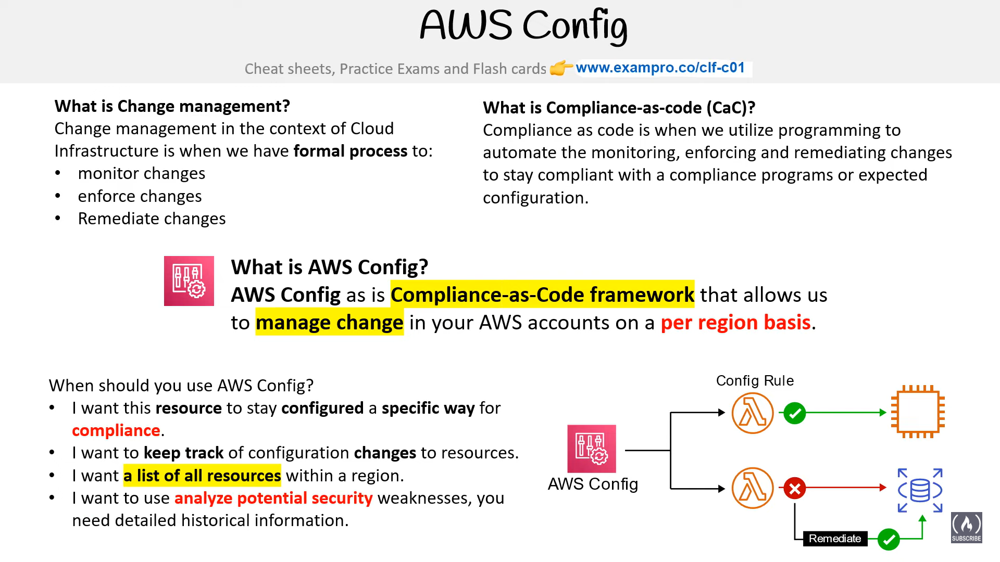 AWS Config
Cheat sheets, Practice Exams and Flash cards www.exampro.co/clf-c01
What is Change management?
Change management in the context of Cloud
Infrastructure is when we have formal process to:
• monitor changes
• enforce changes
• Remediate changes
What is Compliance-as-code (CaC)?
Compliance as code is when we utilize programming to
automate the monitoring, enforcing and remediating changes
to stay compliant with a compliance programs or expected
configuration.
What is AWS Config?
AWS Config as is Compliance-as-Code framework that allows us
to manage change in your AWS accounts on a per region basis.
When should you use AWS Config?
• I want this resource to stay configured a specific way for
compliance.
• I want to keep track of configuration changes to resources.
• I want a list of all resources within a region.
• I want to use analyze potential security weaknesses, you
need detailed historical information.
Config Rule
AWS Config
Remediate
SUBSCRIBE